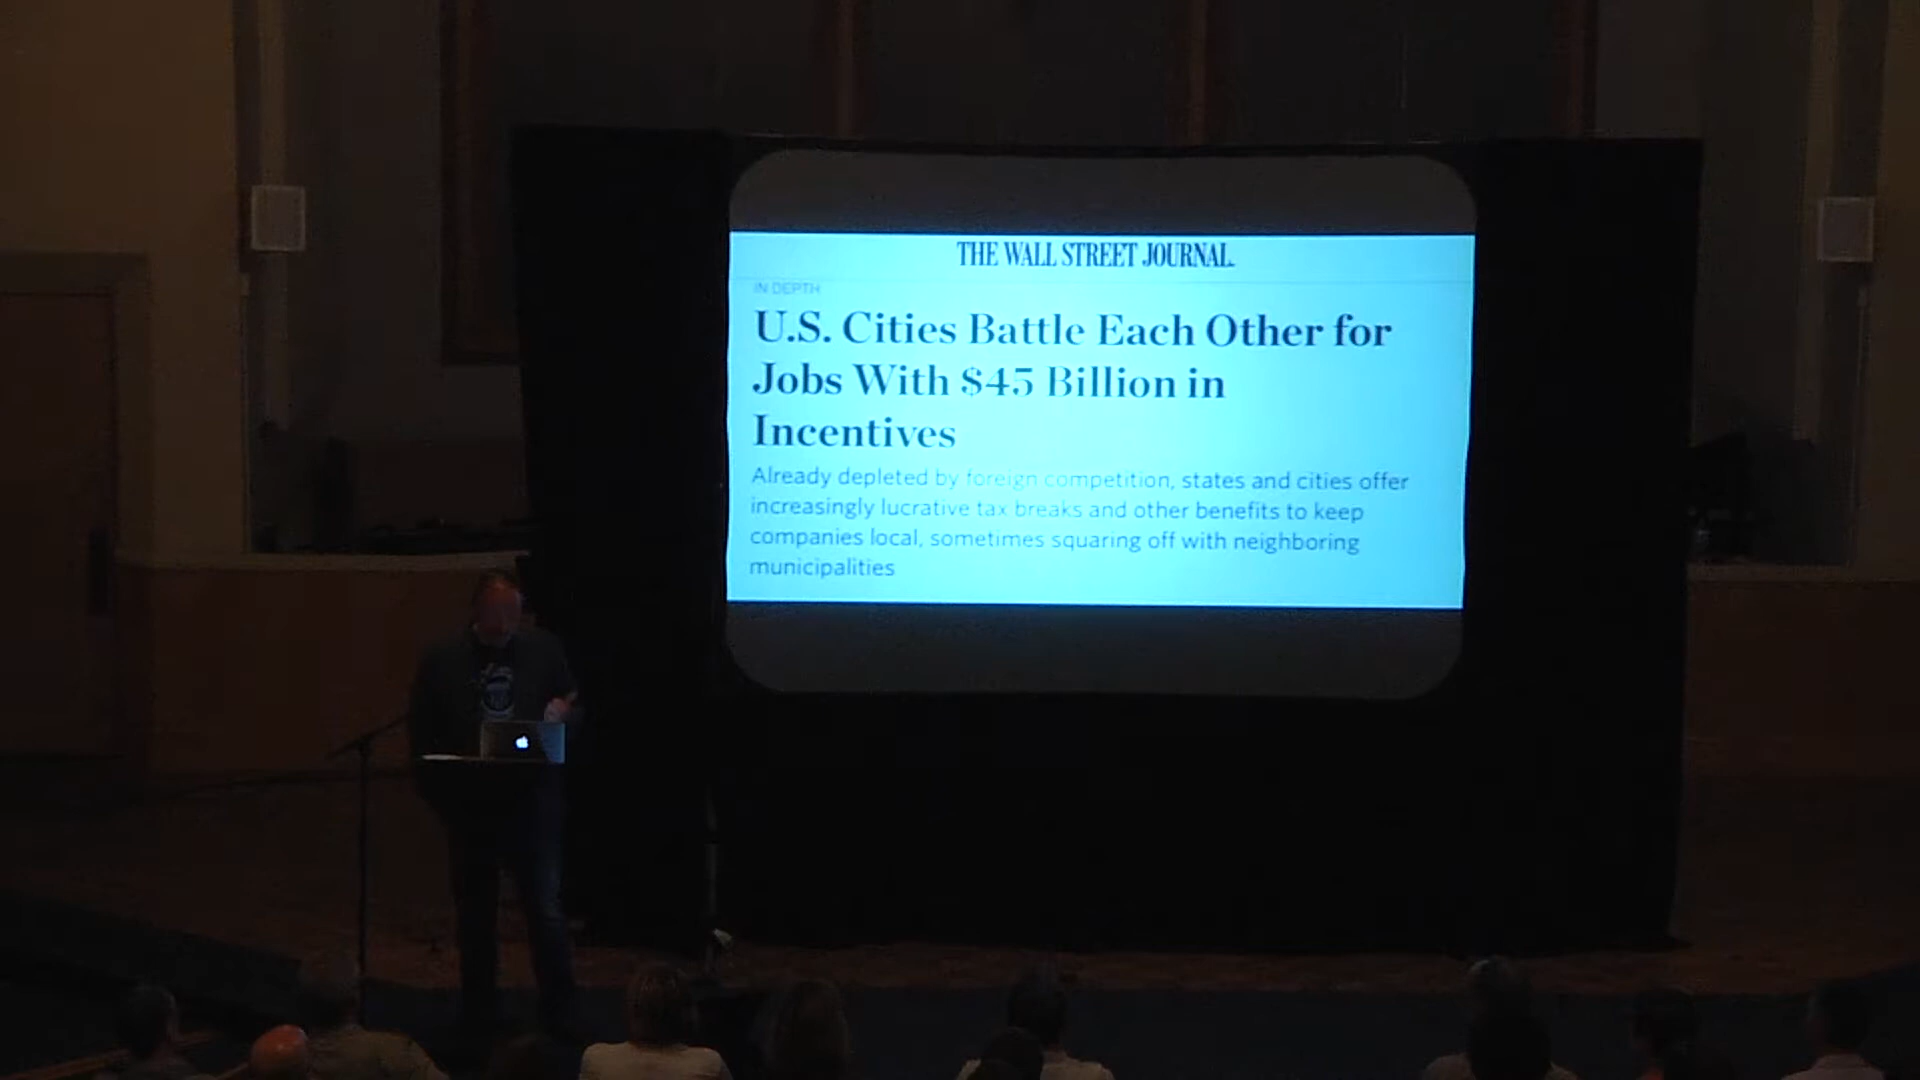 THE WALL STREET JOURNAL.
IN DEPTH
U.S. Cities Battle Each Other for
Jobs With $45 Billion in
Incentives
Already depleted by foreign competition, states and cities offer
increasingly lucrative tax breaks and other benefits to keep
companies local, sometimes squaring off with neighboring
municipalities